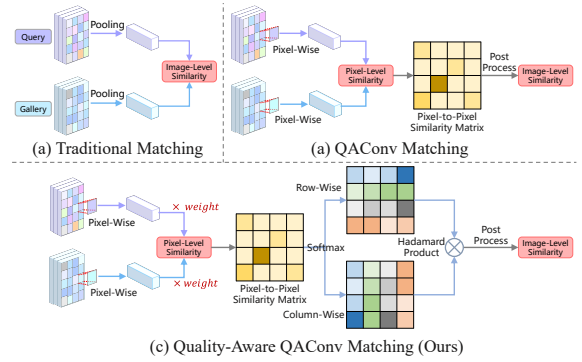 Query
Pooling
Image-Level
Similarity
Gallery
Pooling
(a) Traditional Matching
Pixel-Wise
Pixel-Level
Similarity
Pixel-Wise
Pixel-to-Pixel
Similarity Matrix
Post
Process
Image-Level
Similarity
(a) QAConv Matching
Pixel-Wise
× weight
Pixel-Level
Similarity
Pixel-Wise
× weight
Pixel-to-Pixel
Similarity Matrix
Softmax
Row-Wise
Column-Wise
Hadamard
Product
Post
Process
Image-Level
Similarity
(c) Quality-Aware QAConv Matching (Ours)